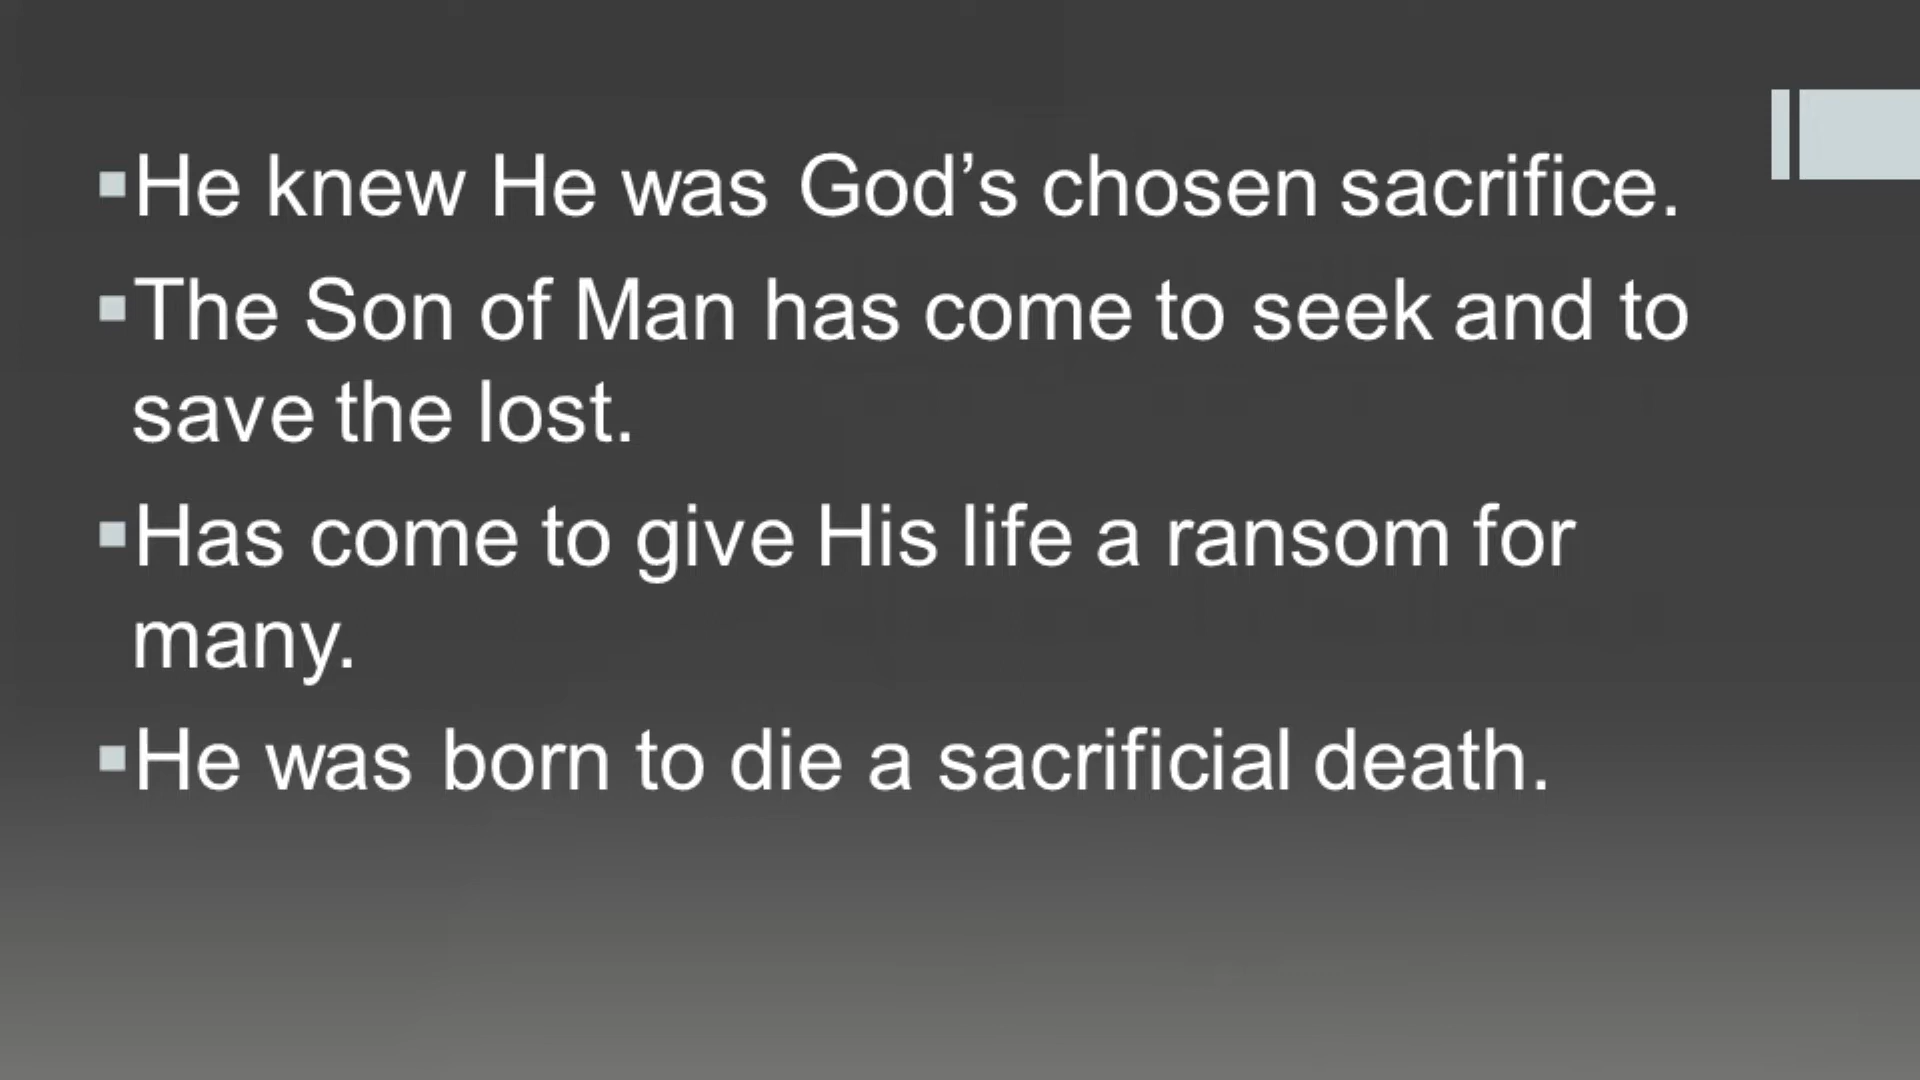 ▪He knew He was God’s chosen sacrifice.
▪The Son of Man has come to seek and to
save the lost.
▪Has come to give His life a ransom for
many.
▪He was born to die a sacrificial death.